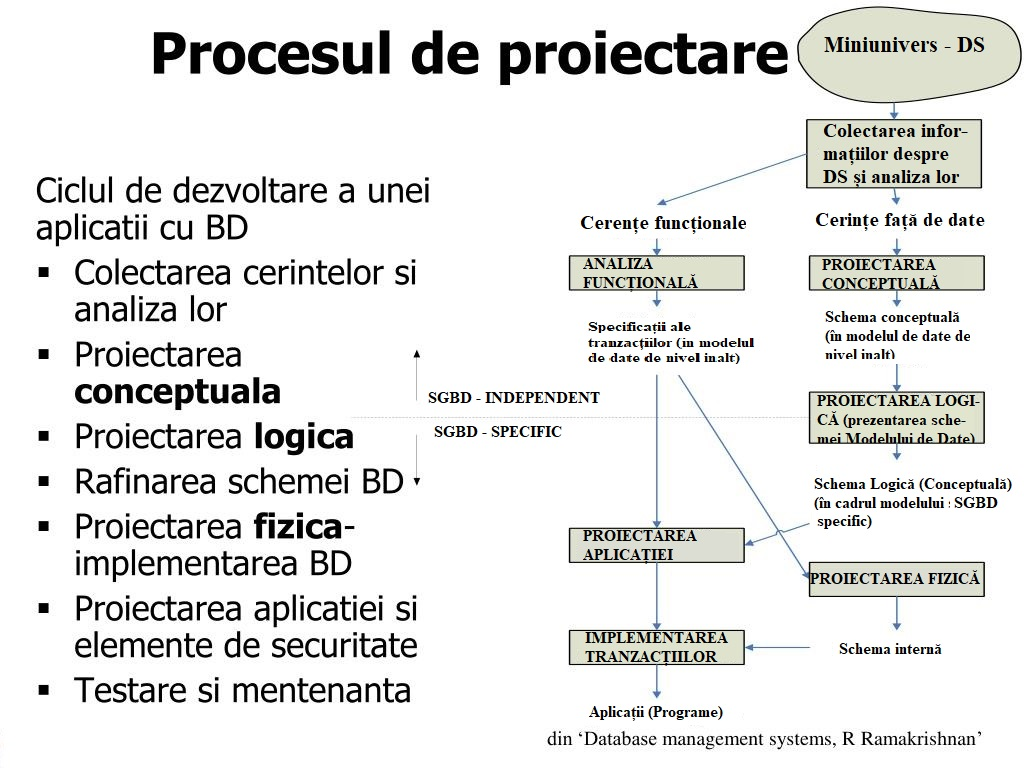 Procesul de proiectare
Ciclul de dezvoltare a unei
aplicatii cu BD
▪ Colectarea cerintelor si
analiza lor
▪ Proiectarea
conceptuala
▪ Proiectarea logica
▪ Rafinarea schemei BD
▪ Proiectarea fizica-
implementarea BD
▪ Proiectarea aplicatiei si
elemente de securitate
▪ Testare si mentenanta
Miniunivers - DS
Colectarea infor-
mațiilor despre
DS și analiza lor
Cerențe funcționale
Cerințe față de date
ANALIZA
FUNCȚIONALĂ
PROIECTAREA
CONCEPTUALĂ
Specificații ale
tranzacțiilor (in modelul
de date de nivel inalt)
Schema conceptuală
(în modelul de date de
nivel inalt)
SGBD - INDEPENDENT
SGBD - SPECIFIC
PROIECTAREA LOGI-
CĂ (prezentarea sche-
mei Modelului de Date)
Schema Logică (Conceptuală)
(în cadrul modelului : SGBD
specific)
PROIECTAREA
APLICAȚIEI
PROIECTAREA FIZICĂ
IMPLEMENTAREA
TRANZACȚIILOR
Schema internă
Aplicații (Programe)
din ‘Database management systems, R Ramakrishnan’